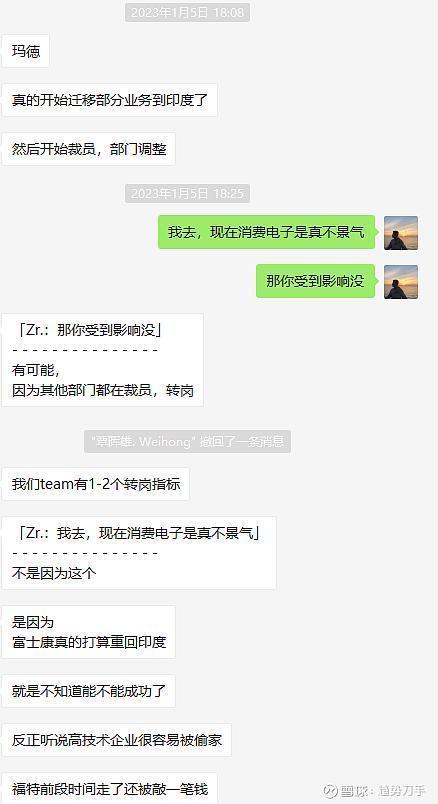 2023年1月5日 18:08
玛德
真的开始迁移部分业务到印度了
然后开始裁员，部门调整
2023年1月5日 18:25
我去，现在消费电子是真不景气
那你受到影响没
「Zr.：那你受到影响没」
- - - - - - - - - - - - - - -
有可能，
因为其他部门都在裁员，转岗
"覃晖雄. Weihong" 撤回了一条消息
我们team有1-2个转岗指标
「Zr.：我去，现在消费电子是真不景气」
- - - - - - - - - - - - - - -
不是因为这个
是因为
富士康真的打算重回印度
就是不知道能不能成功了
反正听说高技术企业很容易被偷家
福特前段时间走了还被敲一笔钱
雪球：趋势刀手